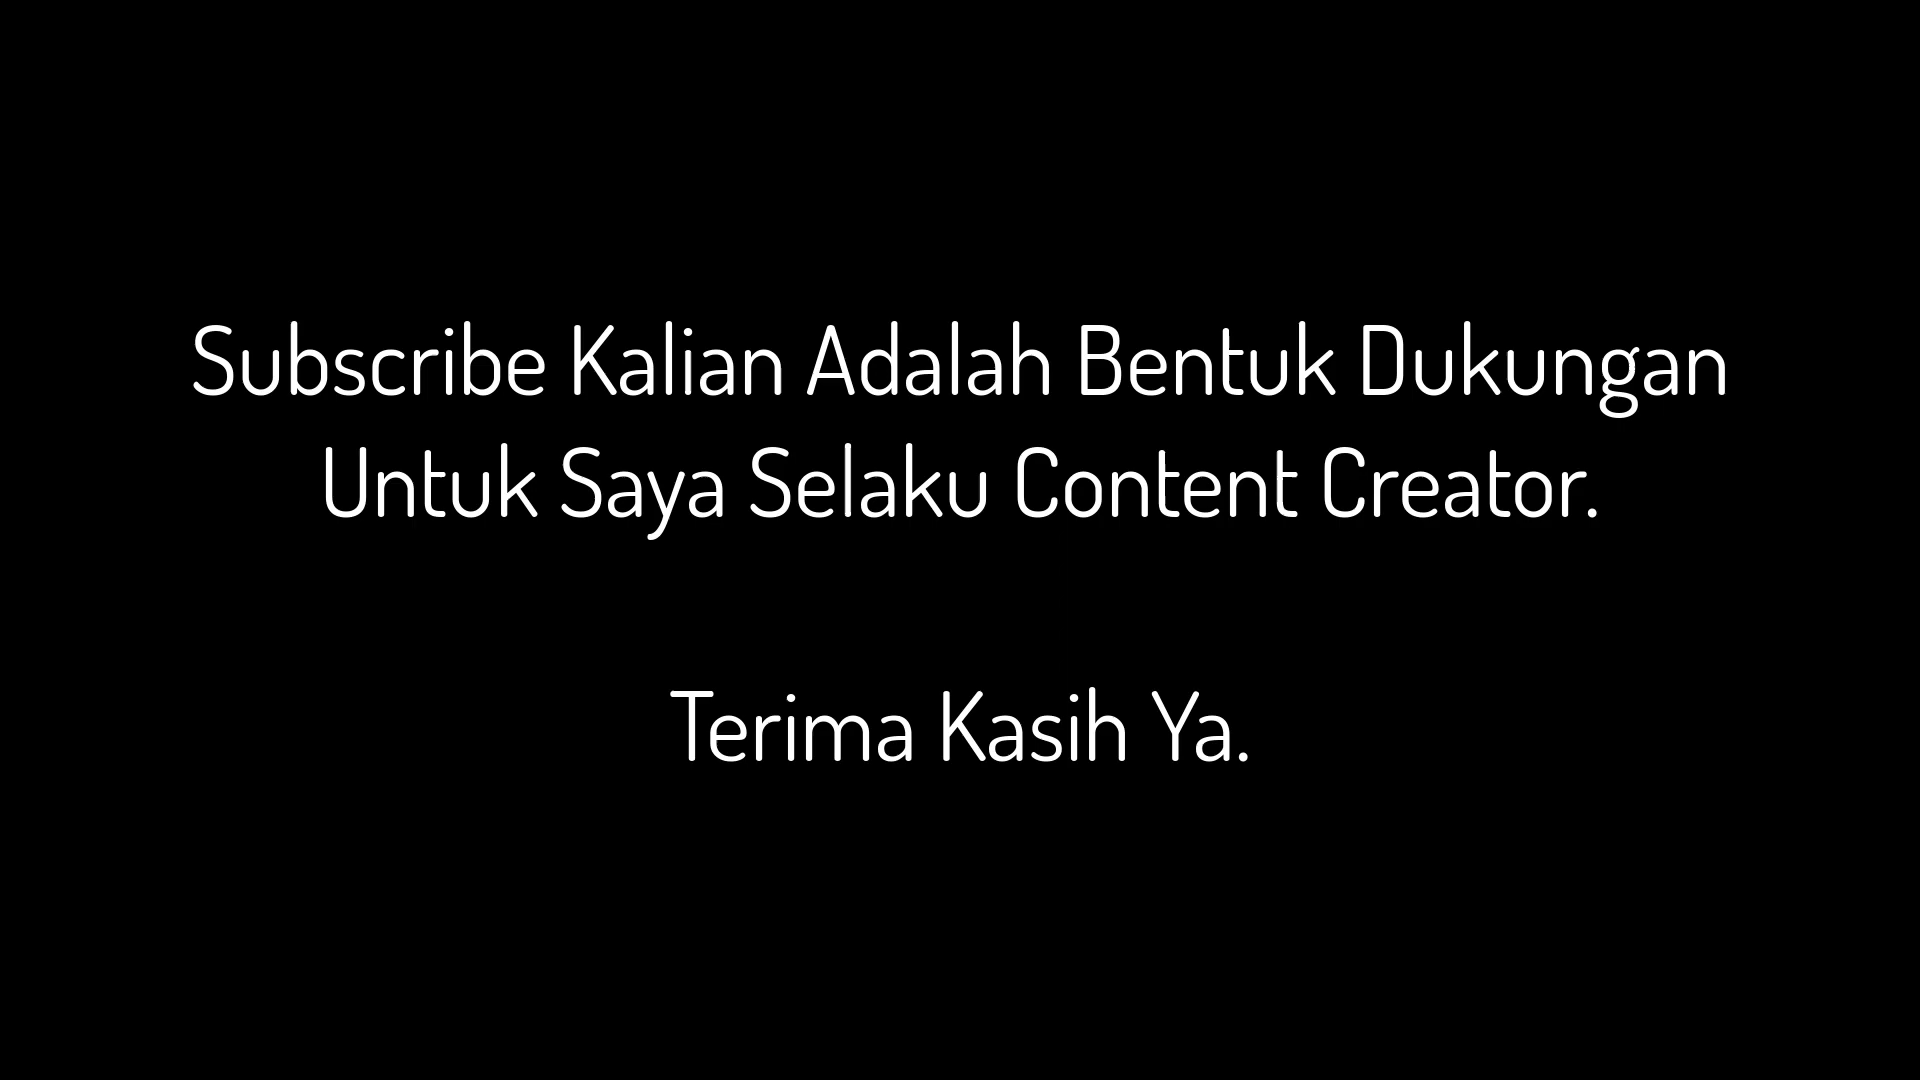 Subscribe Kalian Adalah Bentuk Dukungan
Untuk Saya Selaku Content Creator.
Terima Kasih Ya.